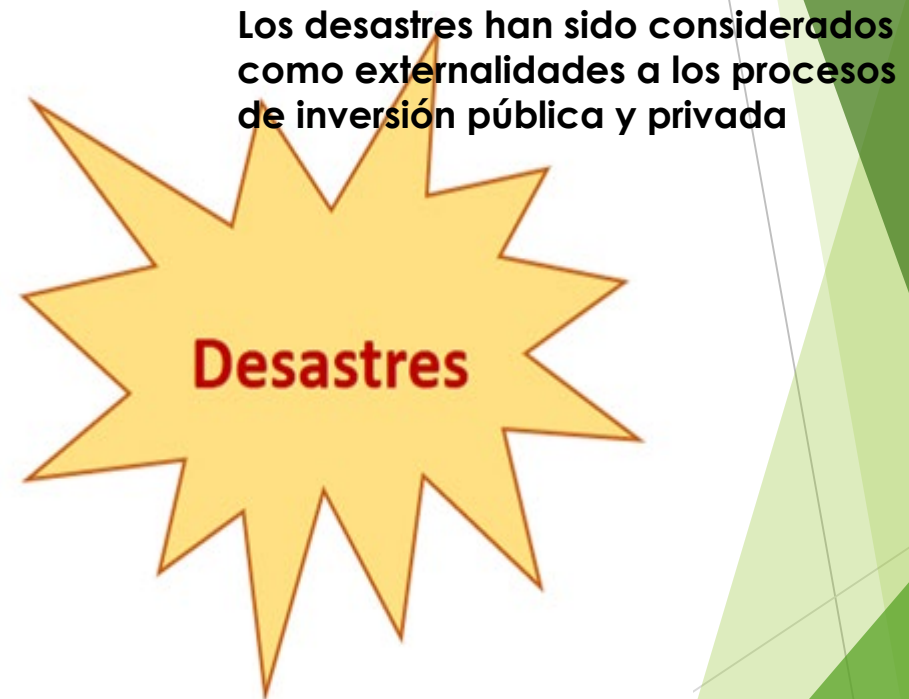 Los desastres han sido considerados
como externalidades a los procesos
de inversión pública y privada
Desastres